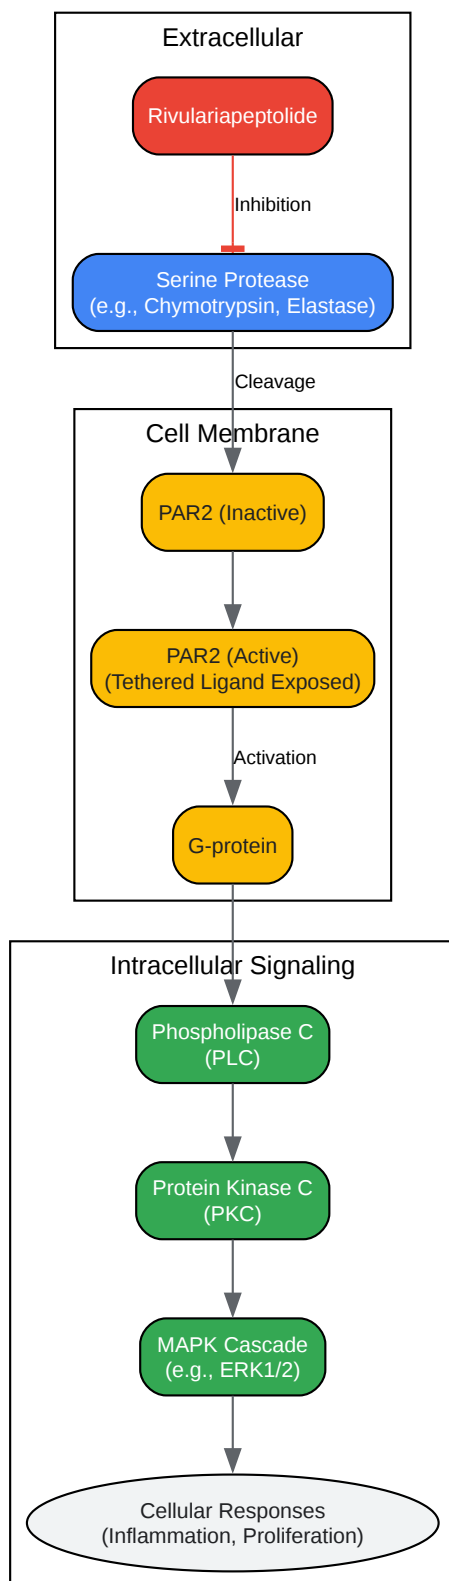 Extracellular
Rivulariapeptolide
Inhibition
Serine Protease
(e.g., Chymotrypsin, Elastase)
Cleavage
Cell Membrane
PAR2 (Inactive)
PAR2 (Active)
(Tethered Ligand Exposed)
Activation
G-protein
Intracellular Signaling
Phospholipase C
(PLC)
Protein Kinase C
(PKC)
MAPK Cascade
(e.g., ERK1/2)
Cellular Responses
(Inflammation, Proliferation)